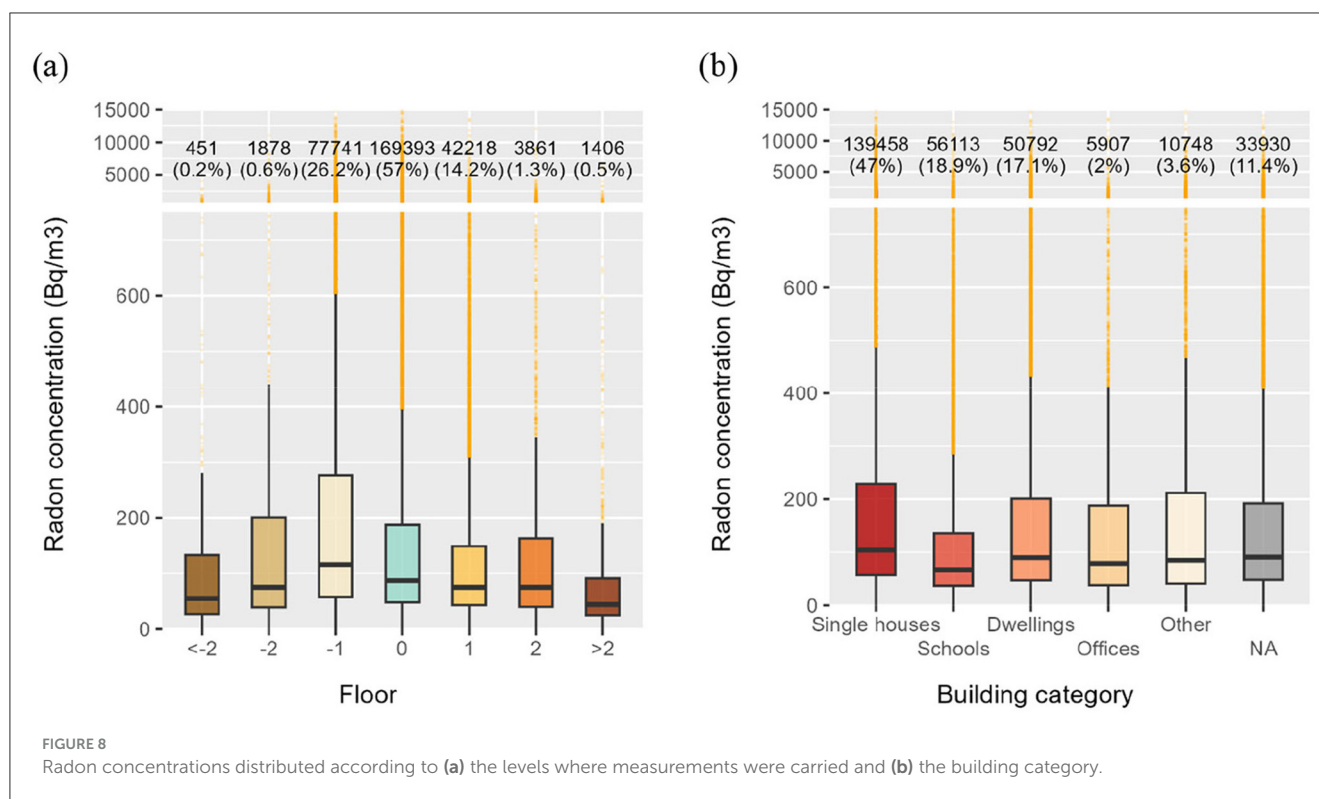 (a)
Radon concentration (Bq/m3)
15000
10000
5000
600
400
200
0
451 1878 77741 169393 42218 3861 1406
(0.2%) (0.6%) (26.2%) (57%) (14.2%) (1.3%) (0.5%)
<-2 -2 -1 0 1 2 >2
Floor
(b)
Radon concentration (Bq/m3)
15000
10000
5000
600
400
200
0
139458 56113 50792 5907 10748 33930
(47%) (18.9%) (17.1%) (2%) (3.6%) (11.4%)
Single houses Dwellings Other
Schools Offices NA
Building category
FIGURE 8
Radon concentrations distributed according to (a) the levels where measurements were carried and (b) the building category.